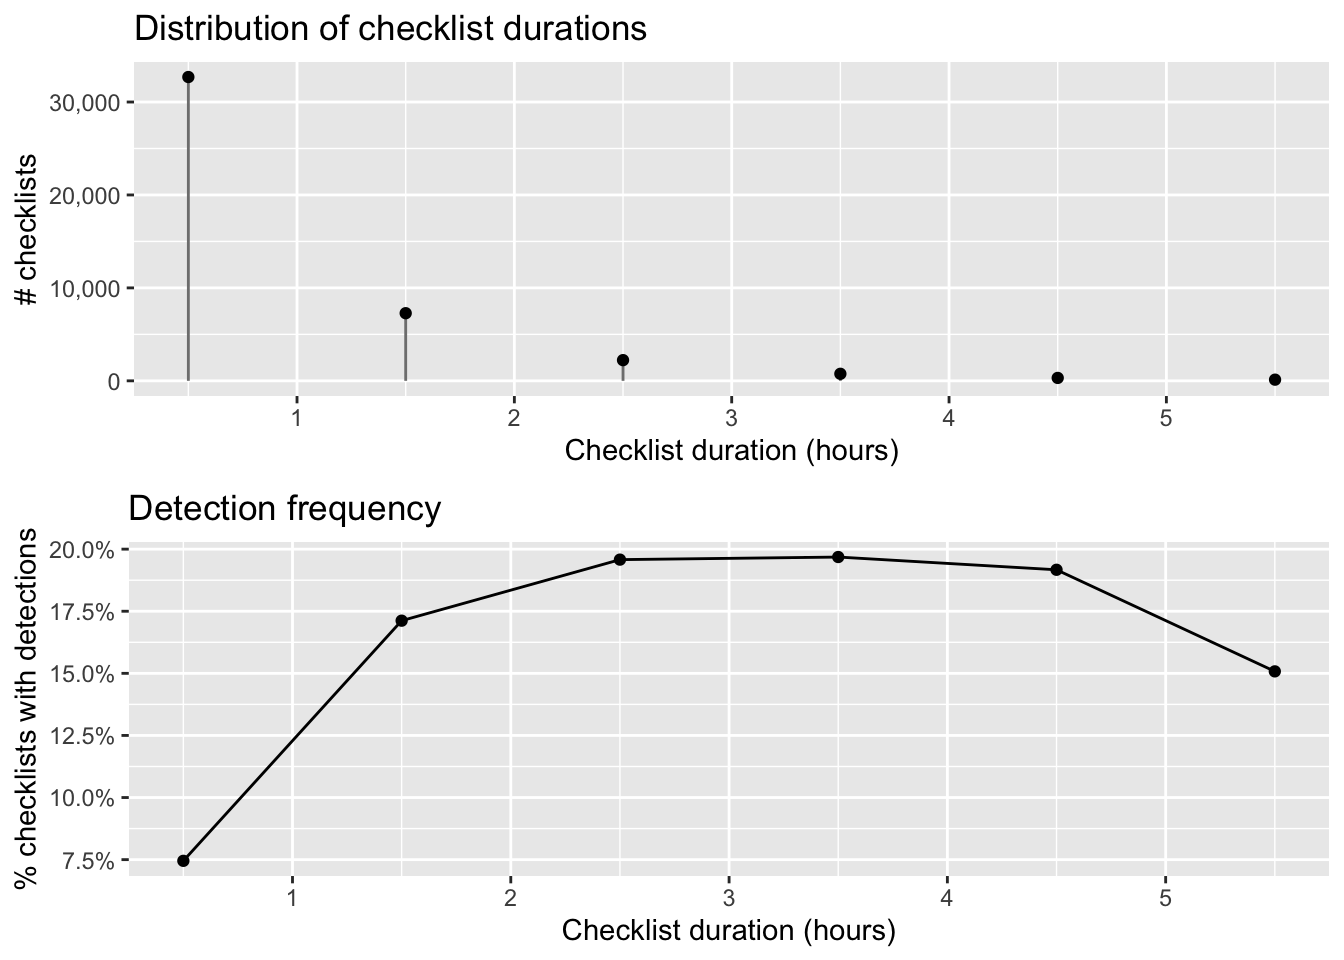 Distribution of checklist durations
# checklists
30,000
20,000
10,000
0
1 2 3 4 5
Checklist duration (hours)
Detection frequency
% checklists with detections
20.0%
17.5%
15.0%
12.5%
10.0%
7.5%
1 2 3 4 5
Checklist duration (hours)